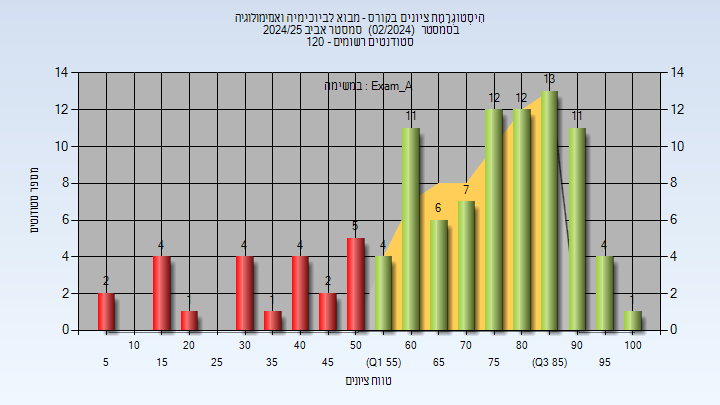 הִיסְטוֹגְרַמַת ציונים בקורס - מבוא לביוכימיה ואנזימולוגיה
בסמסטר (02/2024) סמסטר אביב 2024/25
סטודנטים רשומים - 120
במשימה : Exam_A
מספר סטודנטים
14 14
12 12
10 10
8 8
6 6
4 4
2 2
0 0
2 4 1 4 1 4 2 5 4 11 6 7 12 12 13 11 4 1
10 20 25 30 40 50 60 70 80 90 100
5 15 35 45 (Q1 55) 65 75 (Q3 85) 95
טווח ציונים